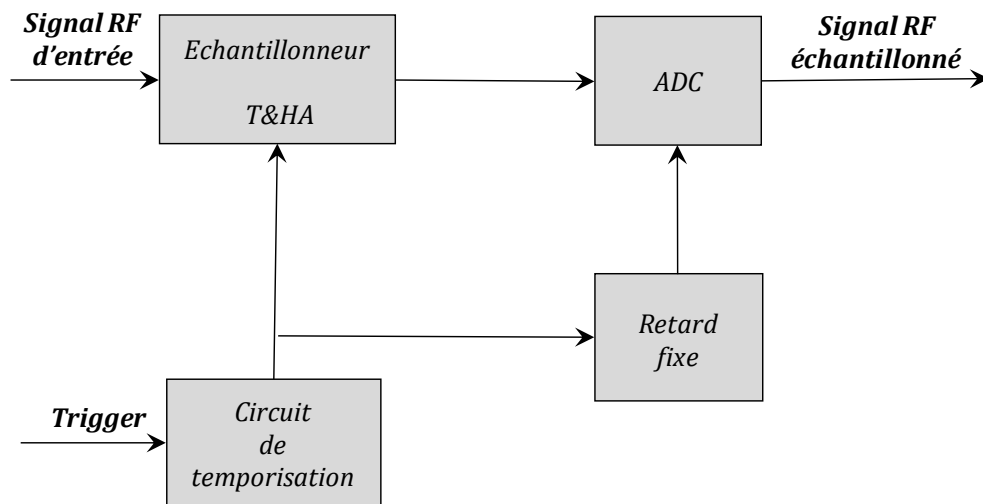 Signal RF
d'entrée
Echantillonneur
T&HA
ADC
Signal RF
échantillonné
Retard
fixe
Trigger
Circuit
de
temporisation